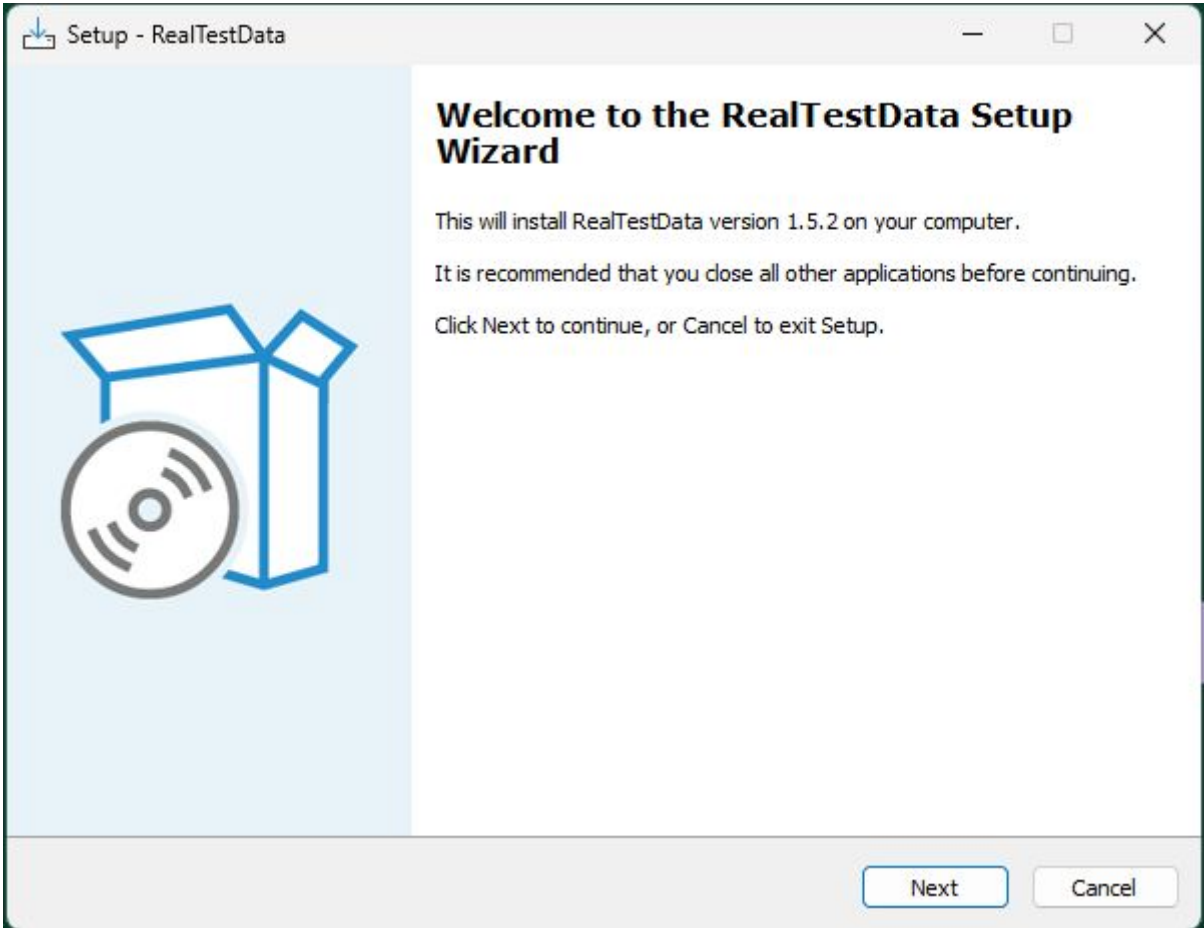 Setup - RealTestData
Welcome to the RealTestData Setup
Wizard
This will install RealTestData version 1.5.2 on your computer.
It is recommended that you close all other applications before continuing.
Click Next to continue, or Cancel to exit Setup.
Next
Cancel